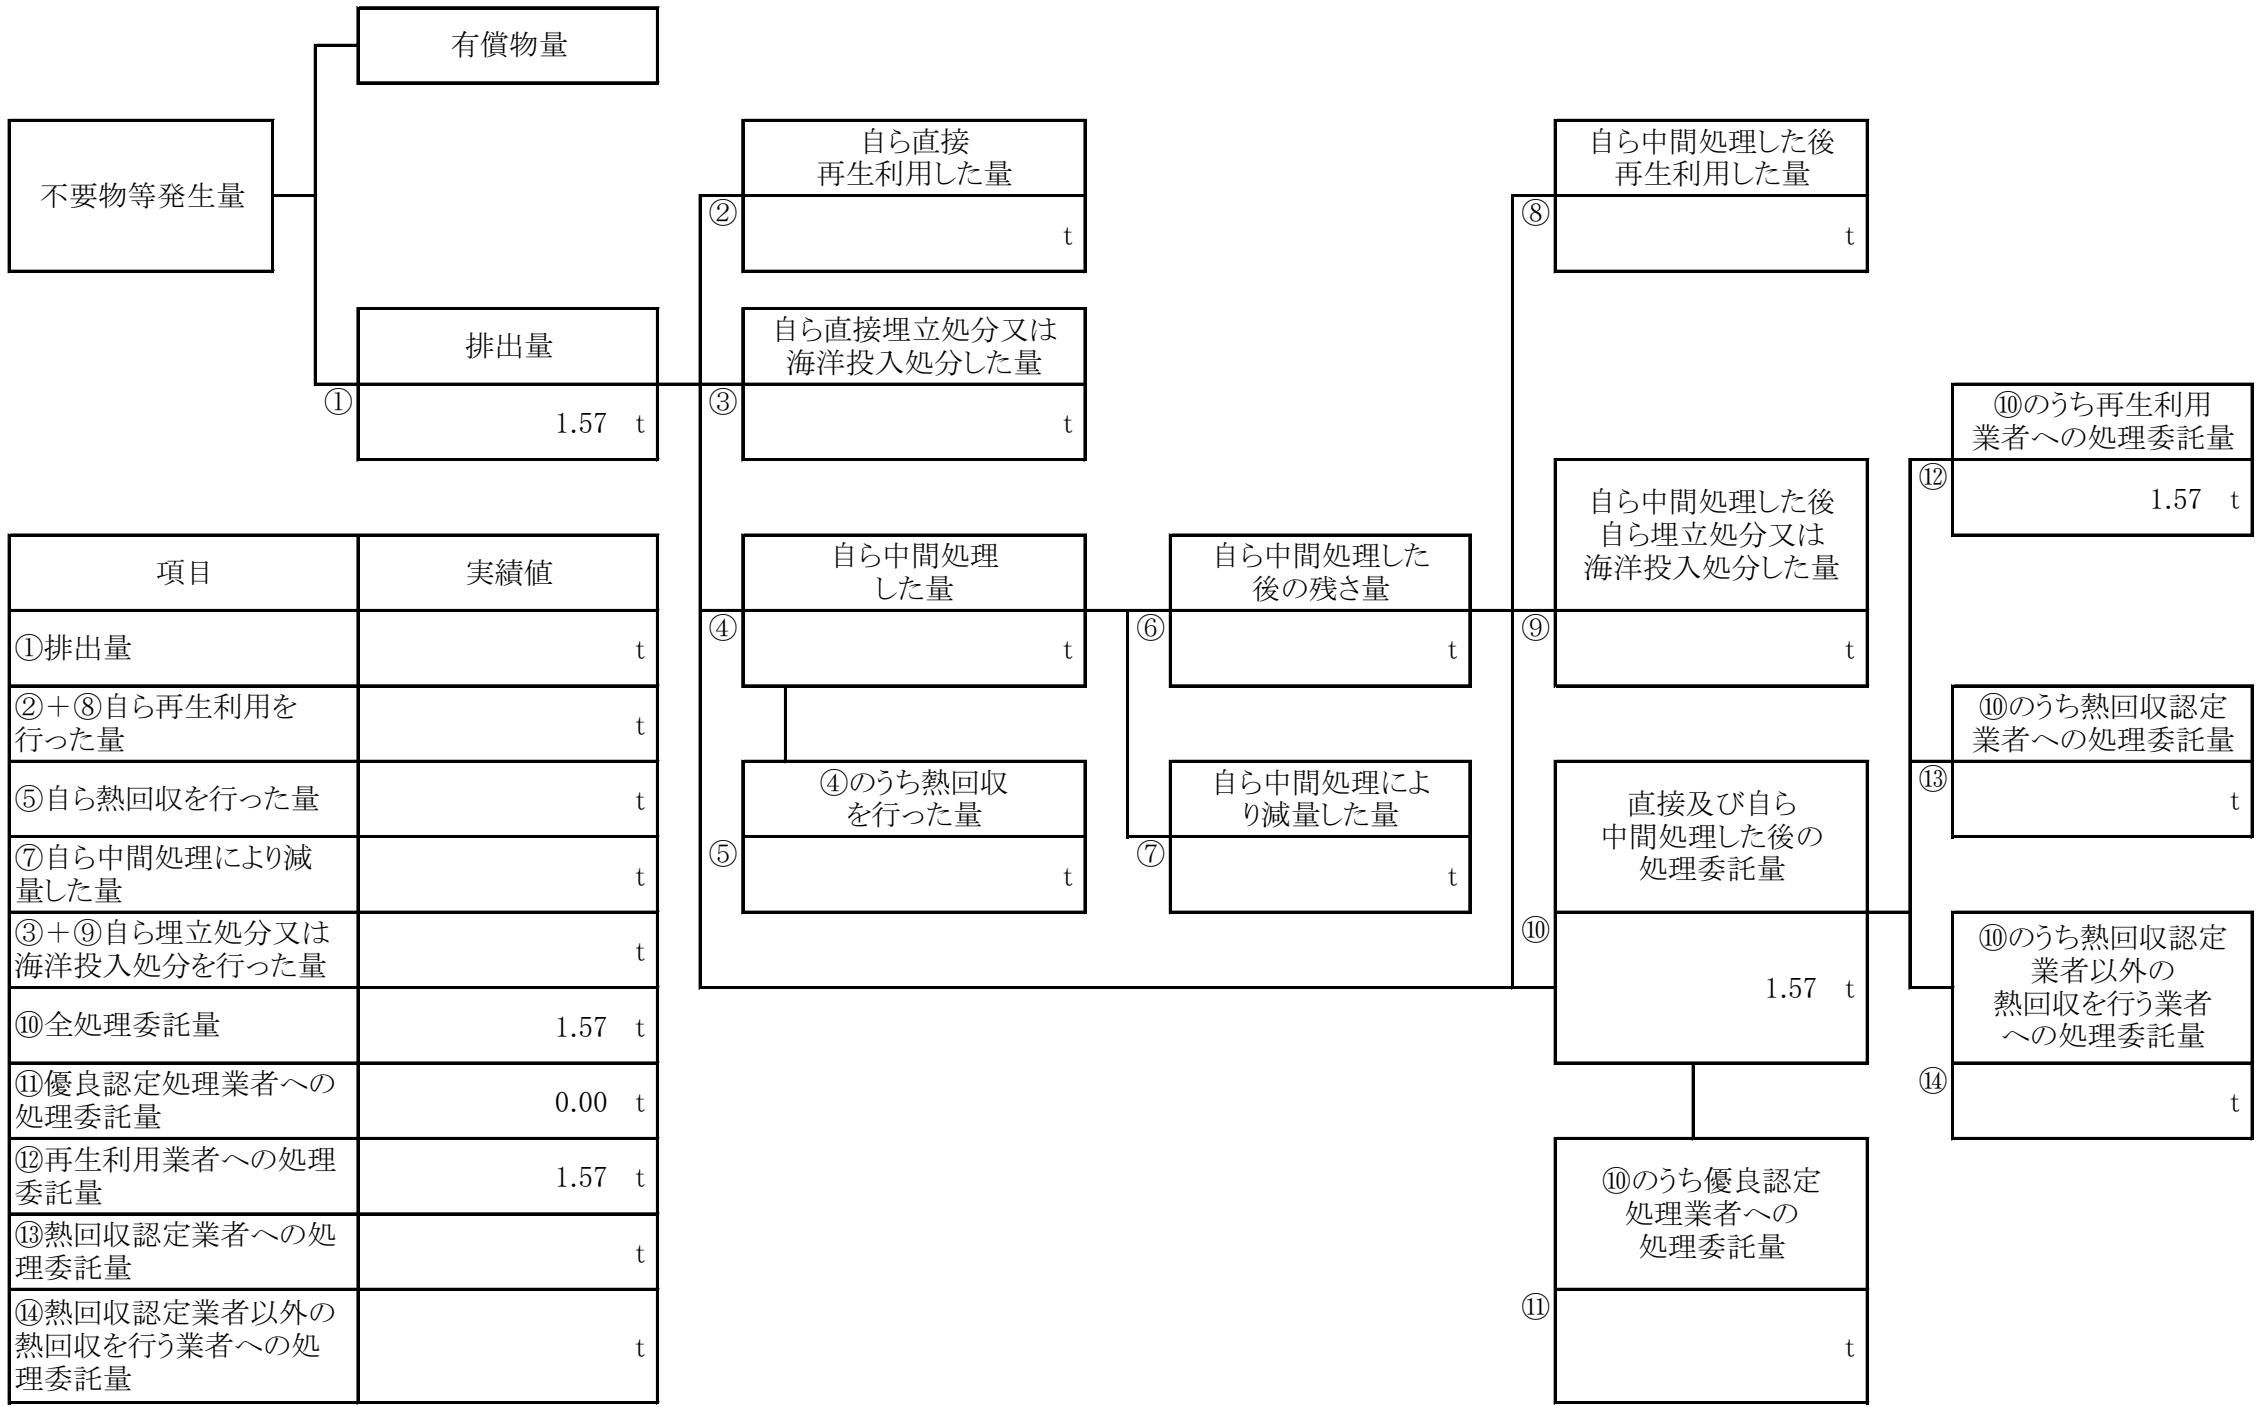 有償物量
不要物等発生量
自ら直接
再生利用した量
②
t
自ら中間処理した後
再生利用した量
⑧
t
排出量
①
1.57 t
自ら直接埋立処分又は
海洋投入処分した量
③
t
⑩のうち再生利用
業者への処理委託量
⑫
1.57 t
自ら中間処理した後
自ら埋立処分又は
海洋投入処分した量
⑨
t
自ら中間処理
した量
④
t
自ら中間処理した
後の残さ量
⑥
t
⑩のうち熱回収認定
業者への処理委託量
⑬
t
④のうち熱回収
を行った量
⑤
t
自ら中間処理によ
り減量した量
⑦
t
直接及び自ら
中間処理した後の
処理委託量
⑩
1.57 t
⑩のうち熱回収認定
業者以外の
熱回収を行う業者
への処理委託量
⑭
t
⑩のうち優良認定
処理業者への
処理委託量
⑪
t
項目 実績値
①排出量 t
②＋⑧自ら再生利用を
行った量 t
⑤自ら熱回収を行った量 t
⑦自ら中間処理により減
量した量 t
③＋⑨自ら埋立処分又は
海洋投入処分を行った量 t
⑩全処理委託量 1.57 t
⑪優良認定処理業者への
処理委託量 0.00 t
⑫再生利用業者への処理
委託量 1.57 t
⑬熱回収認定業者への処
理委託量 t
⑭熱回収認定業者以外の
熱回収を行う業者への処
理委託量 t